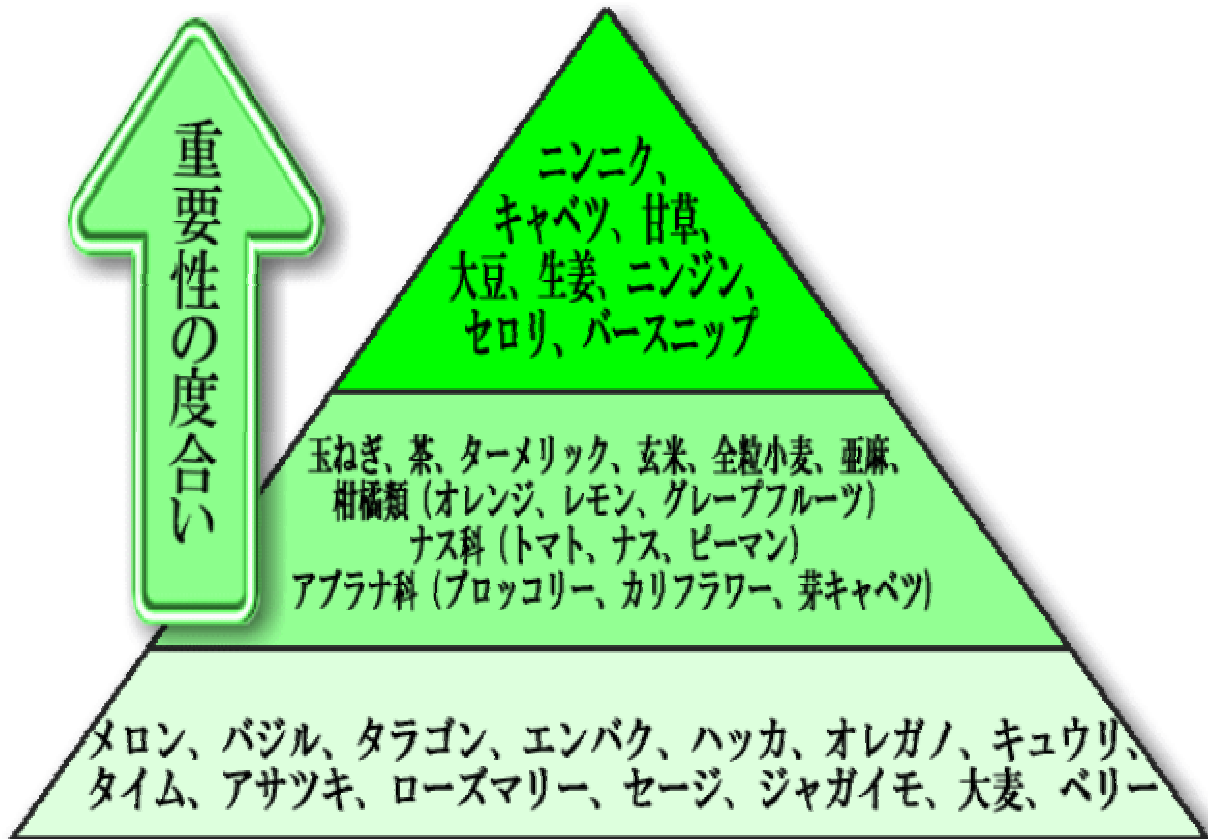 重要性の度合い
ニンニク、
キャベツ、甘草、
大豆、生姜、ニンジン、
セロリ、バースニップ
玉ねぎ、茶、ターメリック、玄米、全粒小麦、亜麻、
柑橘類（オレンジ、レモン、グレープフルーツ）
ナス科（トマト、ナス、ピーマン）
アブラナ科（ブロッコリー、カリフラワー、芽キャベツ）
メロン、バジル、タラゴン、エンバク、ハッカ、オレガノ、キュウリ、
タイム、アサツキ、ローズマリー、セージ、ジャガイモ、大麦、ベリー